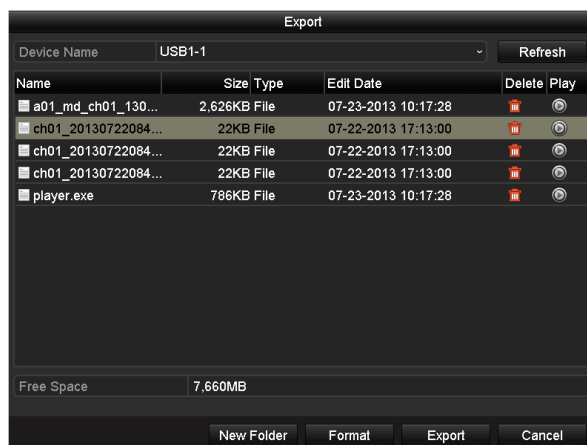 Export
Device Name USB1-1 Refresh
Name Size Type Edit Date Delete Play
a01_md_ch01_130... 2,626KB File 07-23-2013 10:17:28
ch01_20130722084... 22KB File 07-22-2013 17:13:00
ch01_20130722084... 22KB File 07-22-2013 17:13:00
ch01_20130722084... 22KB File 07-22-2013 17:13:00
player.exe 786KB File 07-23-2013 10:17:28
Free Space 7,660MB
New Folder Format Export Cancel